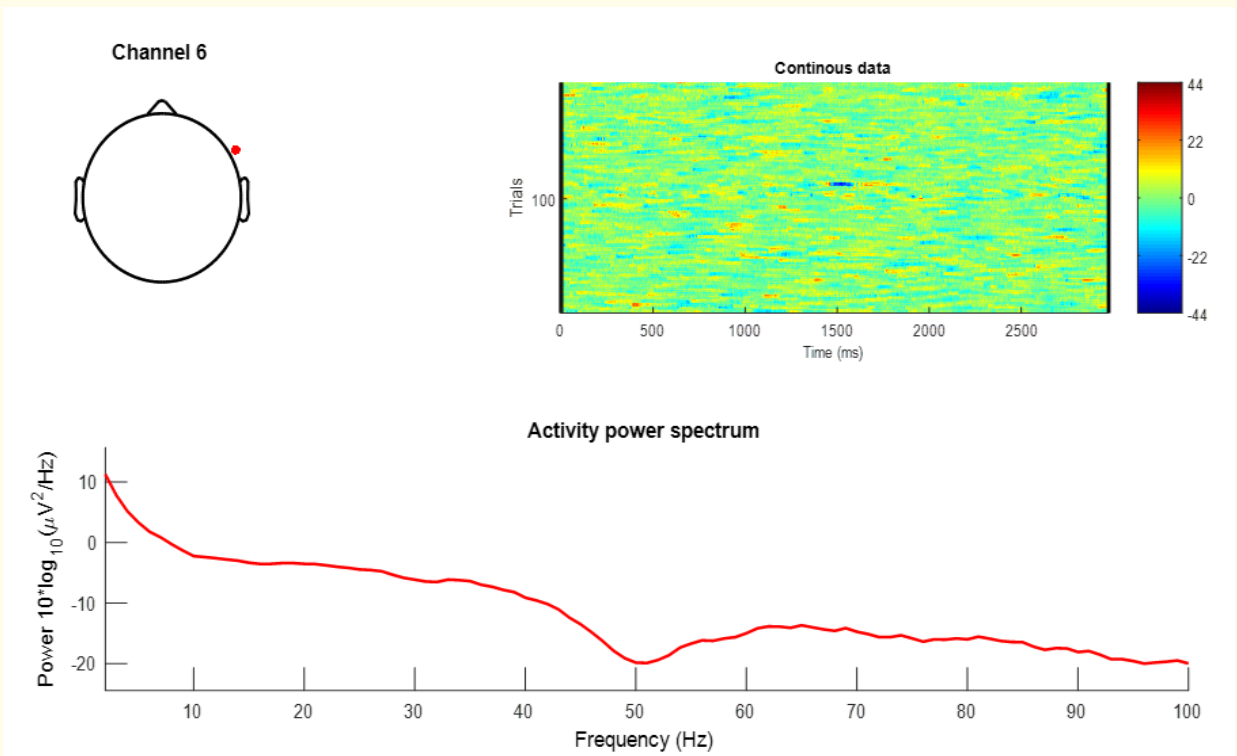 Channel 6
Continous data
Trials
100
0 500 1000 1500 2000 2500
Time (ms)
44
22
0
-22
-44
Activity power spectrum
Power 10*log10(μV2/Hz)
10
0
-10
-20
10 20 30 40 50 60 70 80 90 100
Frequency (Hz)